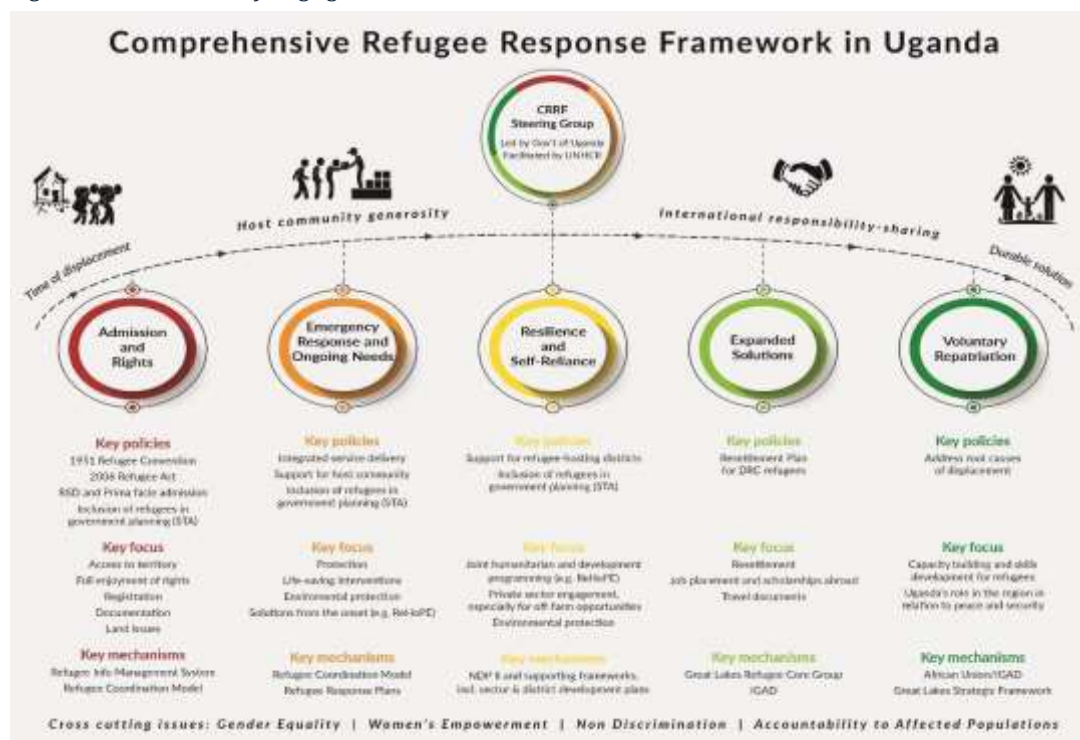 Comprehensive Refugee Response Framework in Uganda
CRRF
Steering Group
Led by Gov't of Uganda
Facilitated by UNHCR
Host community generosity
International responsibility-sharing
Time of displacement
Durable solution
Admission
and
Rights
Emergency
Response and
Ongoing Needs
Resilience
and
Self-Reliance
Expanded
Solutions
Voluntary
Repatriation
Key policies
1951 Refugee Convention
2006 Refugee Act
RSD and Prima facie admission
Inclusion of refugees in
government planning (STA)
Key focus
Access to territory
Full enjoyment of rights
Registration
Documentation
Land issues
Key mechanisms
Refugee Info Management System
Refugee Coordination Model
Key policies
Integrated service delivery
Support for host community
Inclusion of refugees in
government planning (STA)
Key focus
Protection
Life-saving interventions
Environmental protection
Solutions from the onset (e.g. ReHoPE)
Key mechanisms
Refugee Coordination Model
Refugee Response Plans
Key policies
Support for refugee-hosting districts
Inclusion of refugees in
government planning (STA)
Key focus
Joint humanitarian and development
programming (e.g. ReHoPE)
Private sector engagement,
especially for off farm opportunities
Environmental protection
Key mechanisms
NDP II and supporting frameworks,
incl. sector & district development plans
Key policies
Resettlement Plan
for DRC refugees
Key focus
Resettlement
Job placement and scholarships abroad
Travel documents
Key mechanisms
Great Lakes Refugee Core Group
IGAD
Key policies
Address root causes
of displacement
Key focus
Capacity building and skills
development for refugees
Uganda's role in the region in
relation to peace and security
Key mechanisms
African Union/IGAD
Great Lakes Strategic Framework
Cross cutting issues: Gender Equality | Women's Empowerment | Non Discrimination | Accountability to Affected Populations